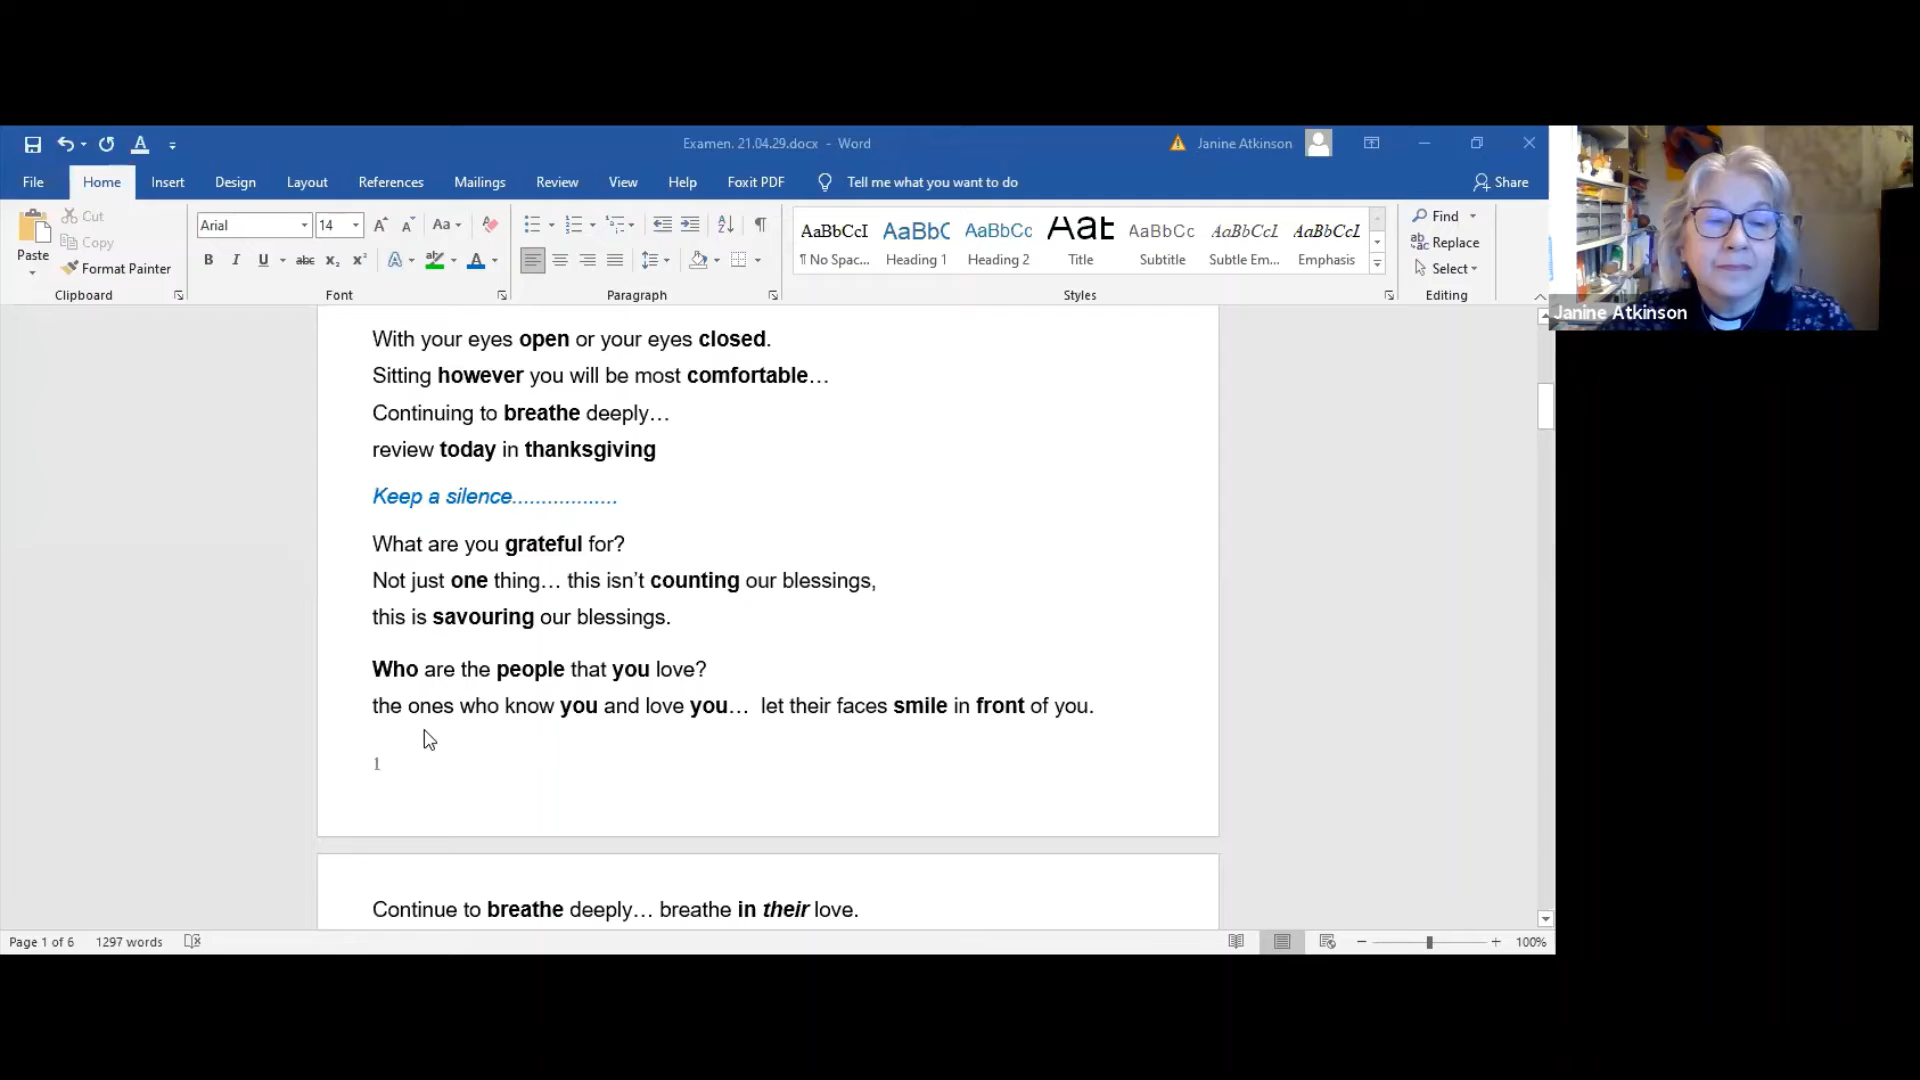 Examen. 21.04.29.docx - Word
Janine Atkinson
File Home Insert Design Layout References Mailings Review View Help Foxit PDF Tell me what you want to do Share
Paste
Cut
Copy
Format Painter
Clipboard
Arial 14
Aa
B I U abc X₂ X² A A
Font
Paragraph
AaBbCcI AaBbC AaBbCc Aab AaBbCc AaBbCcI AaBbCcI
¶ No Spac... Heading 1 Heading 2 Title Subtitle Subtle Em... Emphasis
Styles
Find
Replace
Select
Editing
Janine Atkinson
With your eyes open or your eyes closed.
Sitting however you will be most comfortable…
Continuing to breathe deeply…
review today in thanksgiving
Keep a silence..................
What are you grateful for?
Not just one thing… this isn’t counting our blessings,
this is savouring our blessings.
Who are the people that you love?
the ones who know you and love you…  let their faces smile in front of you.
1
Continue to breathe deeply… breathe in their love.
Page 1 of 6 1297 words 100%